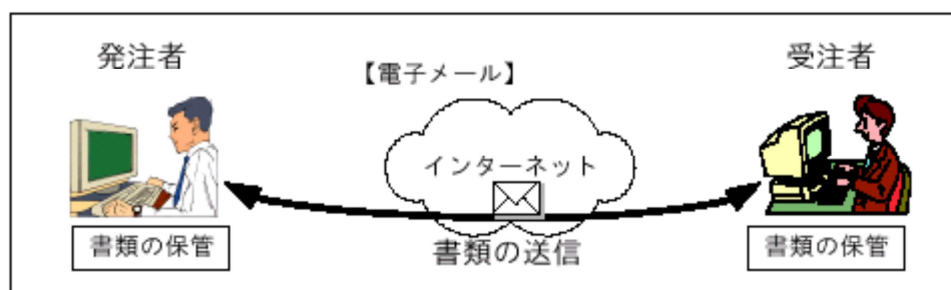 発注者
受注者
【電子メール】
インターネット
書類の送信
書類の保管
書類の保管